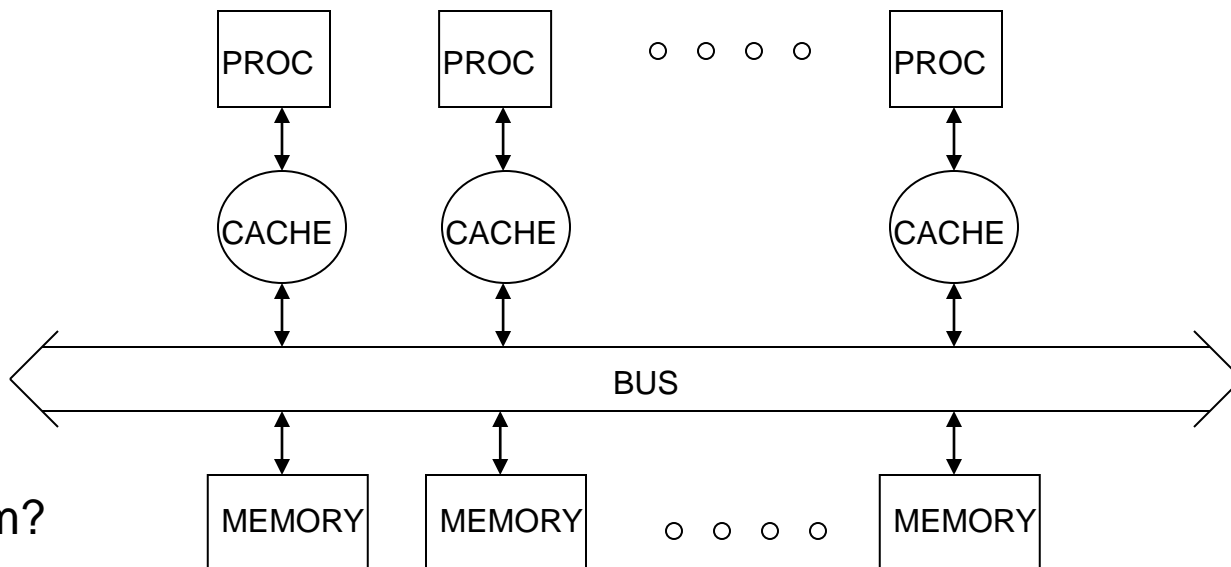 PROC PROC PROC
CACHE CACHE CACHE
BUS
m?
MEMORY MEMORY MEMORY